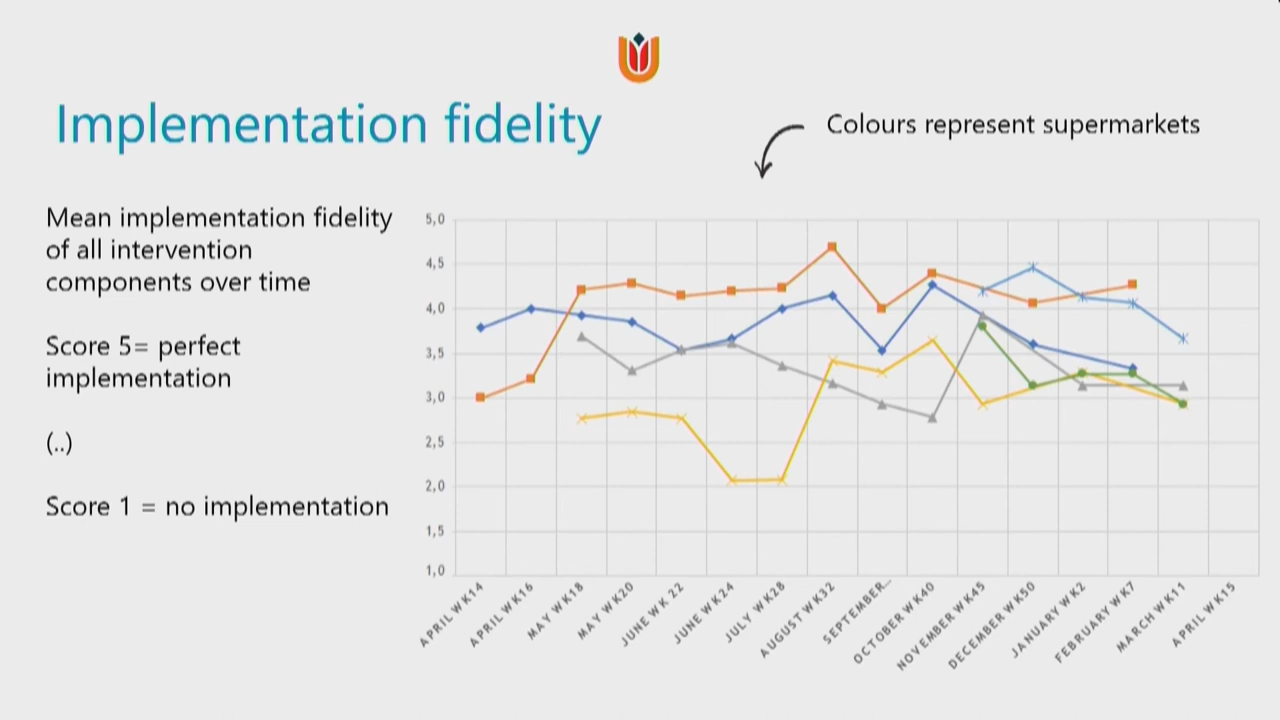 Implementation fidelity
Colours represent supermarkets
Mean implementation fidelity
of all intervention
components over time
Score 5= perfect
implementation
(..)
Score 1 = no implementation
5,0
4,5
4,0
3,5
3,0
2,5
2,0
1,5
1,0
APRIL WK14
APRIL WK16
MAY WK18
MAY WK20
JUNE WK 22
JUNE WK24
JULY WK28
AUGUST WK32
SEPTEMBER...
OCTOBER WK40
NOVEMBER WK45
DECEMBER WK50
JANUARY WK2
FEBRUARY WK7
MARCH WK11
APRIL WK15